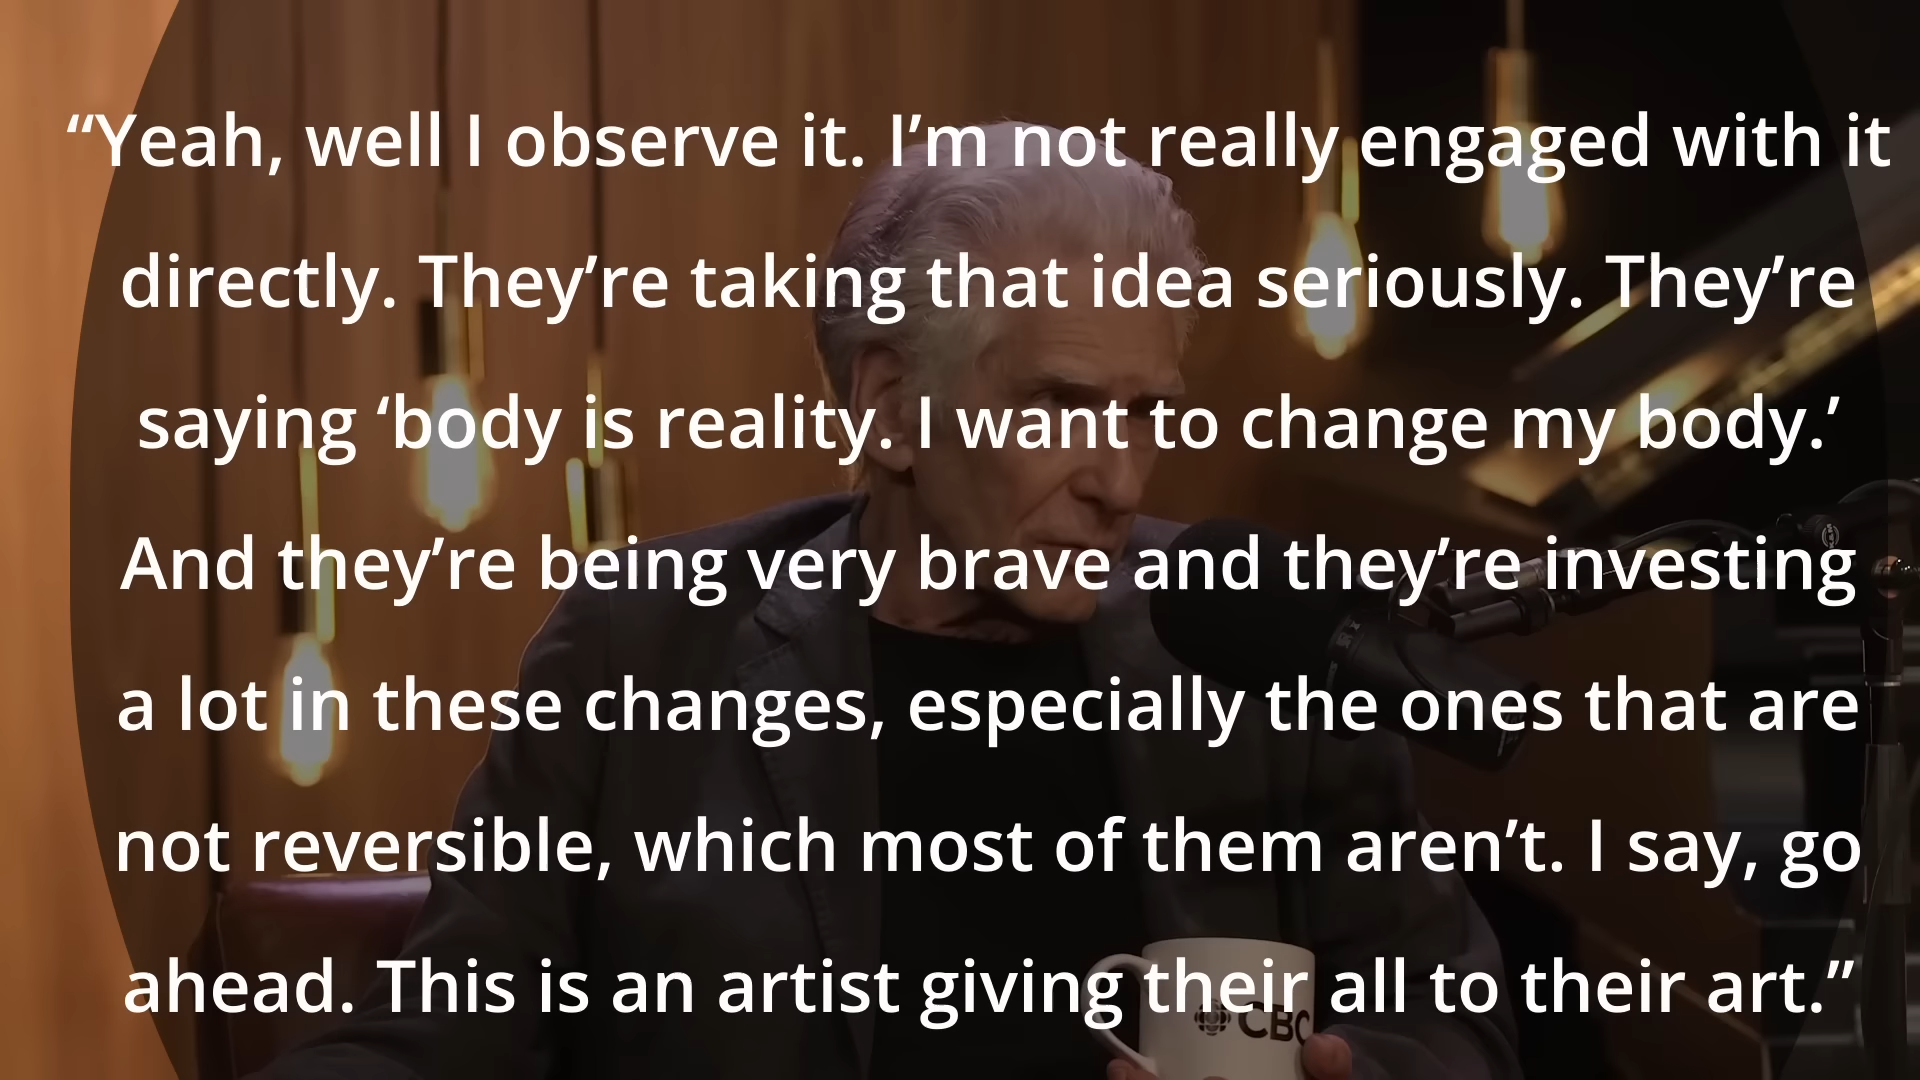 “Yeah, well I observe it. I’m not really engaged with it
directly. They’re taking that idea seriously. They’re
saying ‘body is reality. I want to change my body.’
And they’re being very brave and they’re investing
a lot in these changes, especially the ones that are
not reversible, which most of them aren’t. I say, go
ahead. This is an artist giving their all to their art.”
CBC